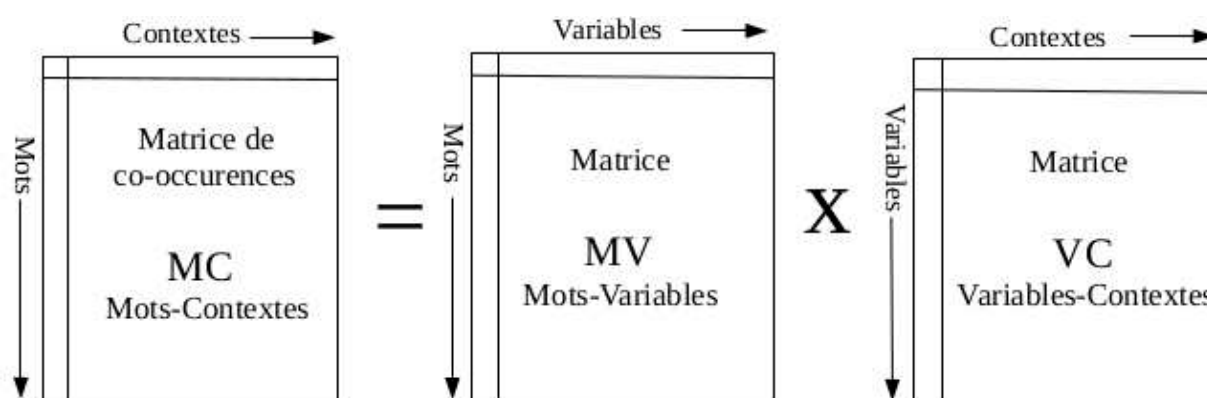 Contextes
Mots
Matrice de
co-occurences
MC
Mots-Contextes
=
Variables
Mots
Matrice
MV
Mots-Variables
X
Contextes
Variables
Matrice
VC
Variables-Contextes